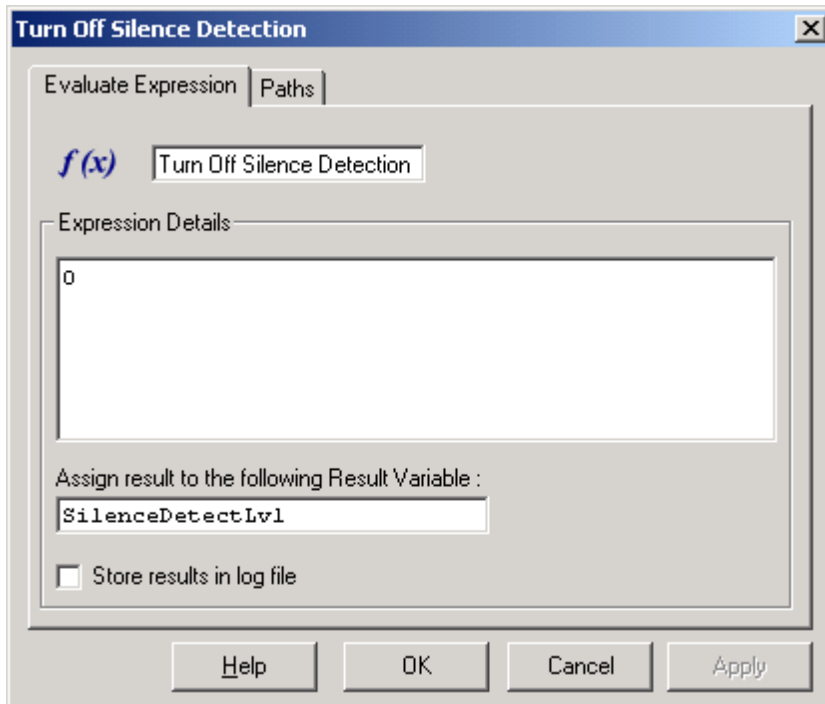 Turn Off Silence Detection
Evaluate Expression Paths
f(x) Turn Off Silence Detection
Expression Details
0
Assign result to the following Result Variable :
SilenceDetectLvl
Store results in log file
Help OK Cancel Apply